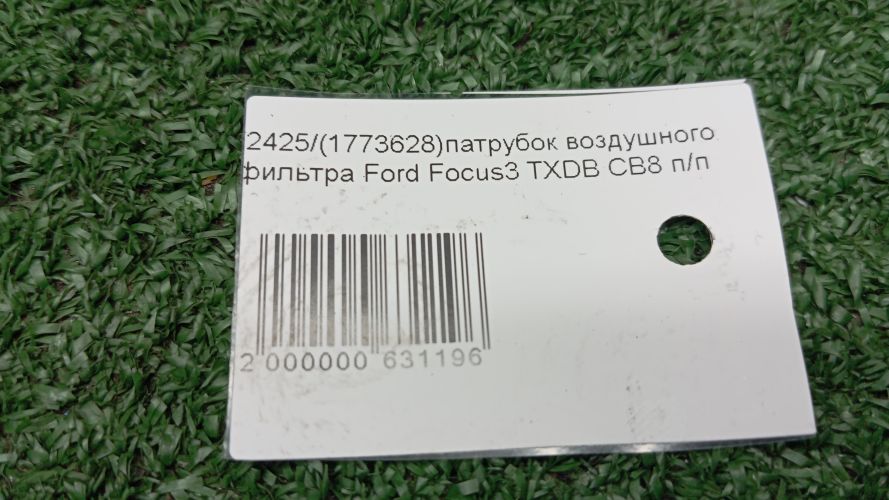 2425/(1773628)патрубок воздушного
фильтра Ford Focus3 TXDB CB8 п/п
2 000000 631196